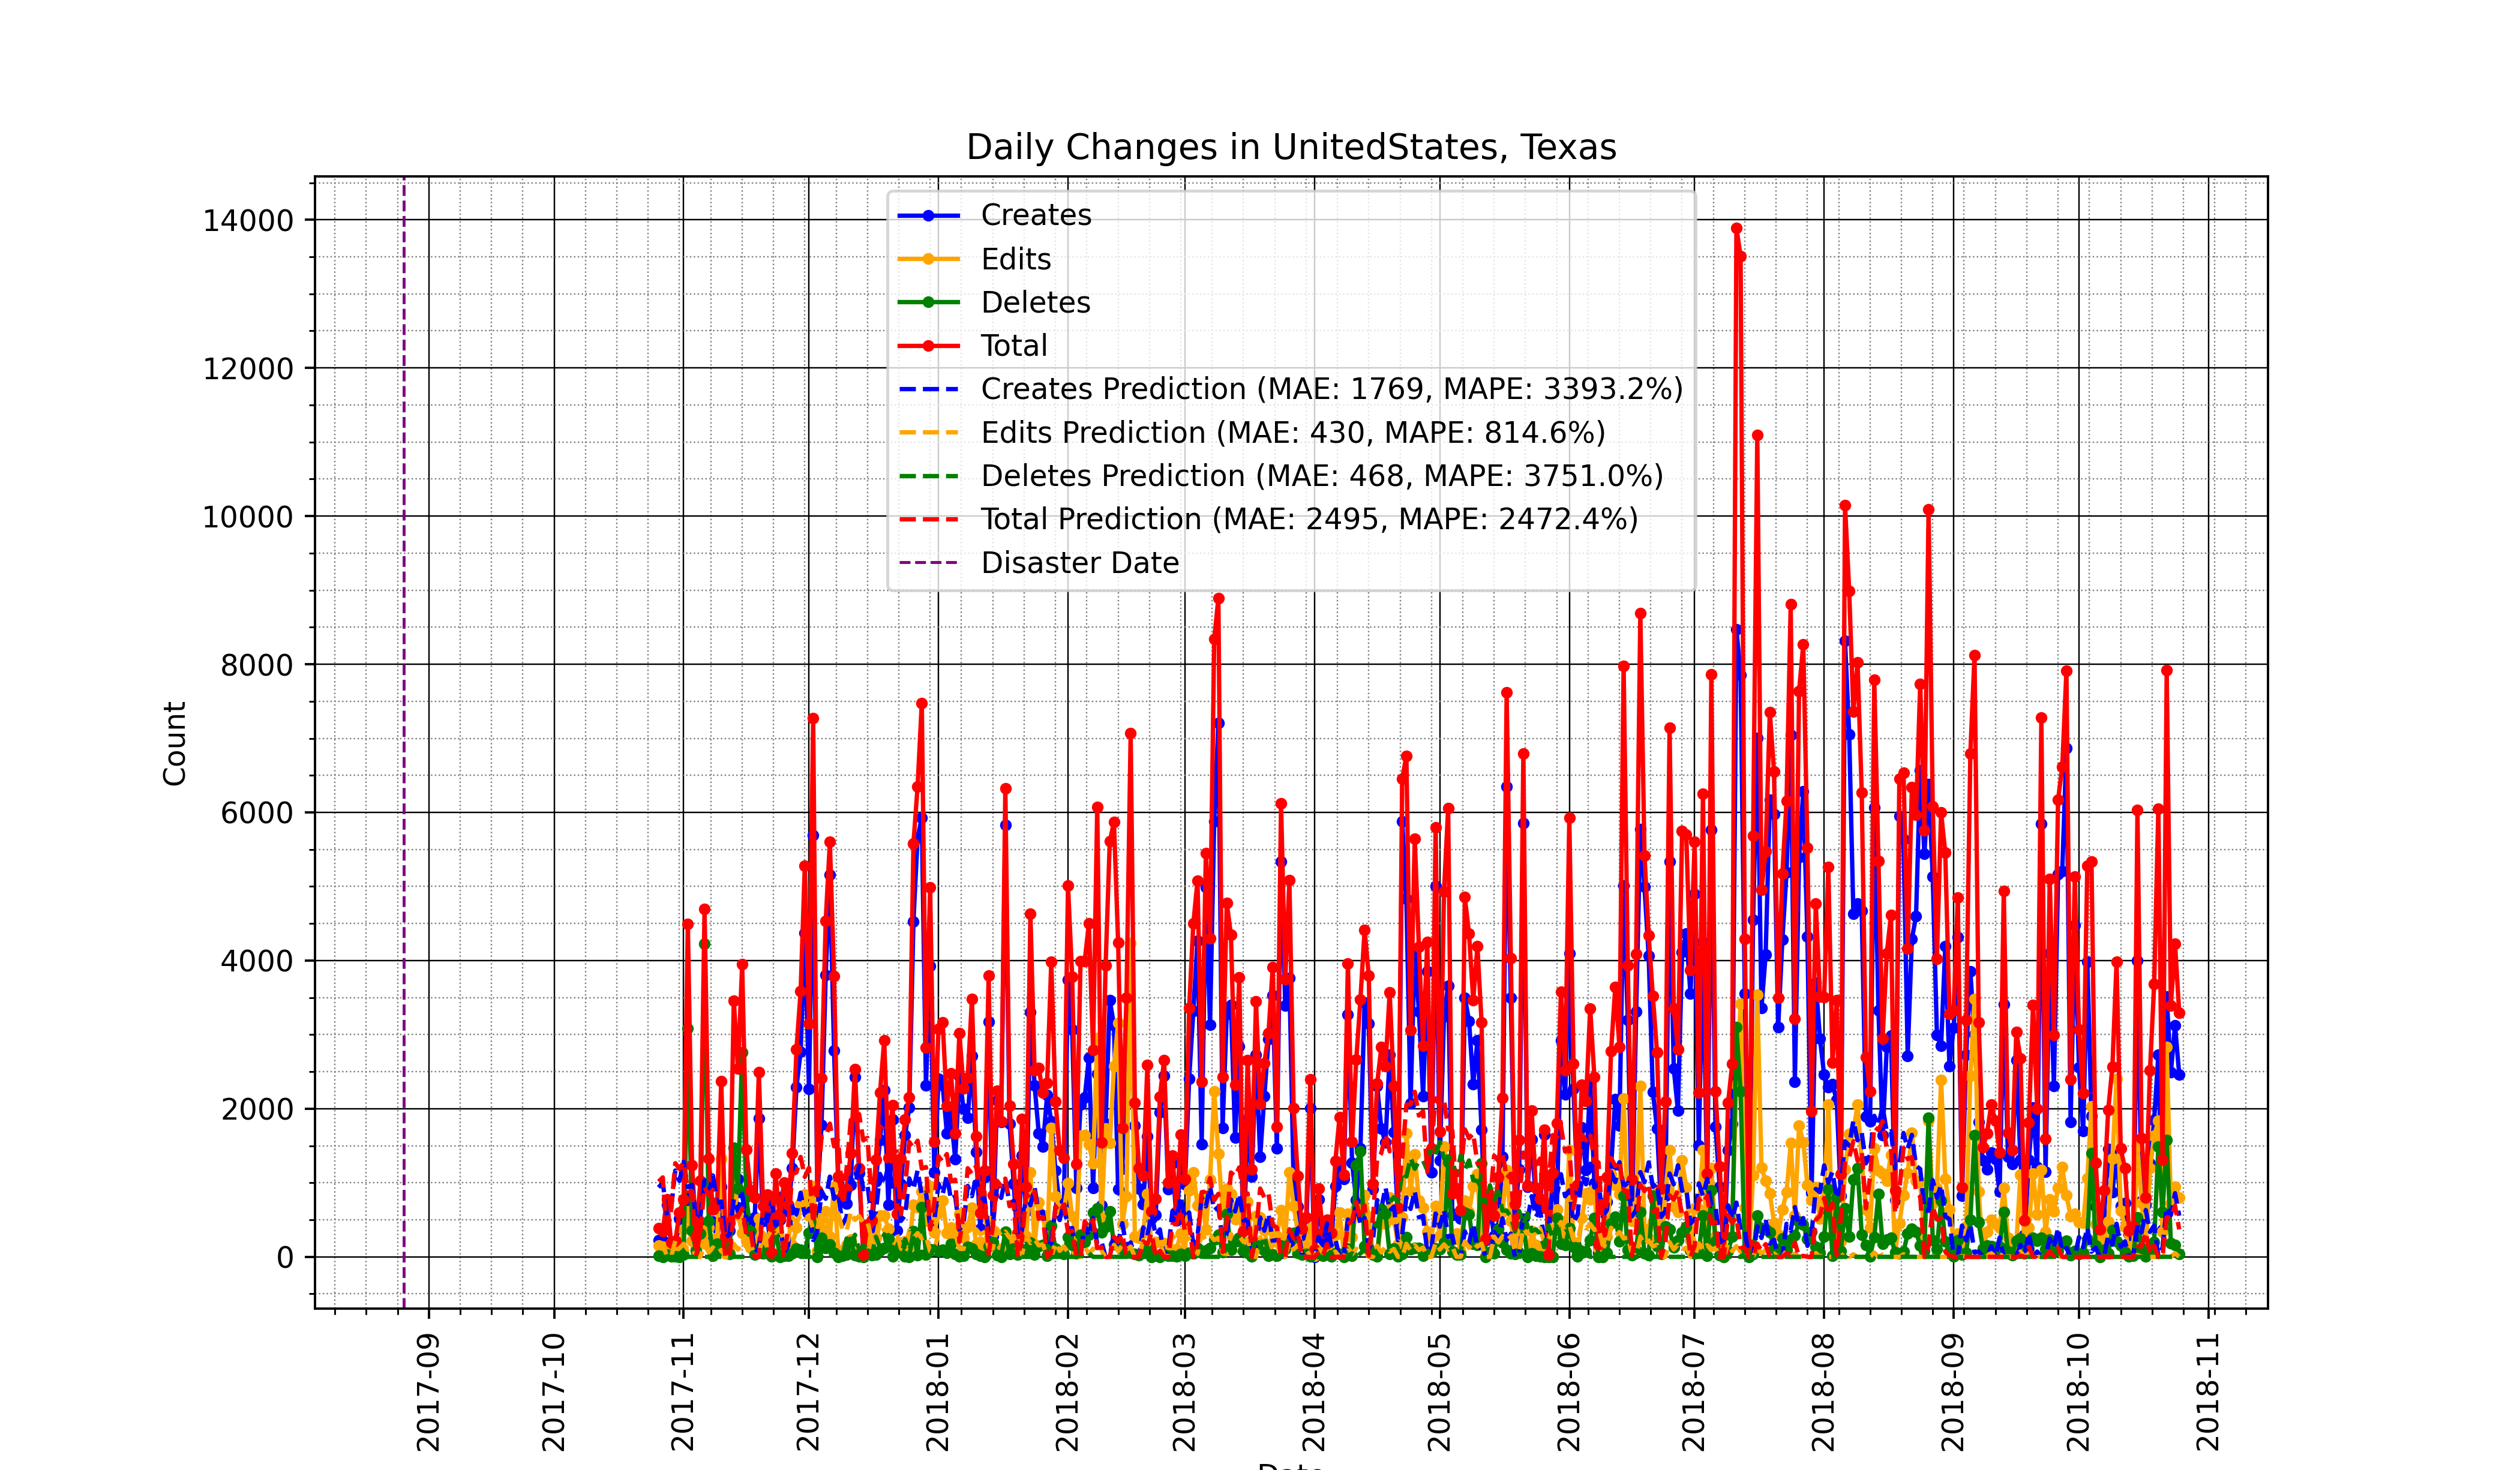 Daily Changes in UnitedStates, Texas
Creates
Edits
Deletes
Total
Creates Prediction (MAE: 1769, MAPE: 3393.2%)
Edits Prediction (MAE: 430, MAPE: 814.6%)
Deletes Prediction (MAE: 468, MAPE: 3751.0%)
Total Prediction (MAE: 2495, MAPE: 2472.4%)
Disaster Date
14000
12000
10000
8000
6000
4000
2000
0
Count
2017-09
2017-10
2017-11
2017-12
2018-01
2018-02
2018-03
2018-04
2018-05
2018-06
2018-07
2018-08
2018-09
2018-10
2018-11
Date